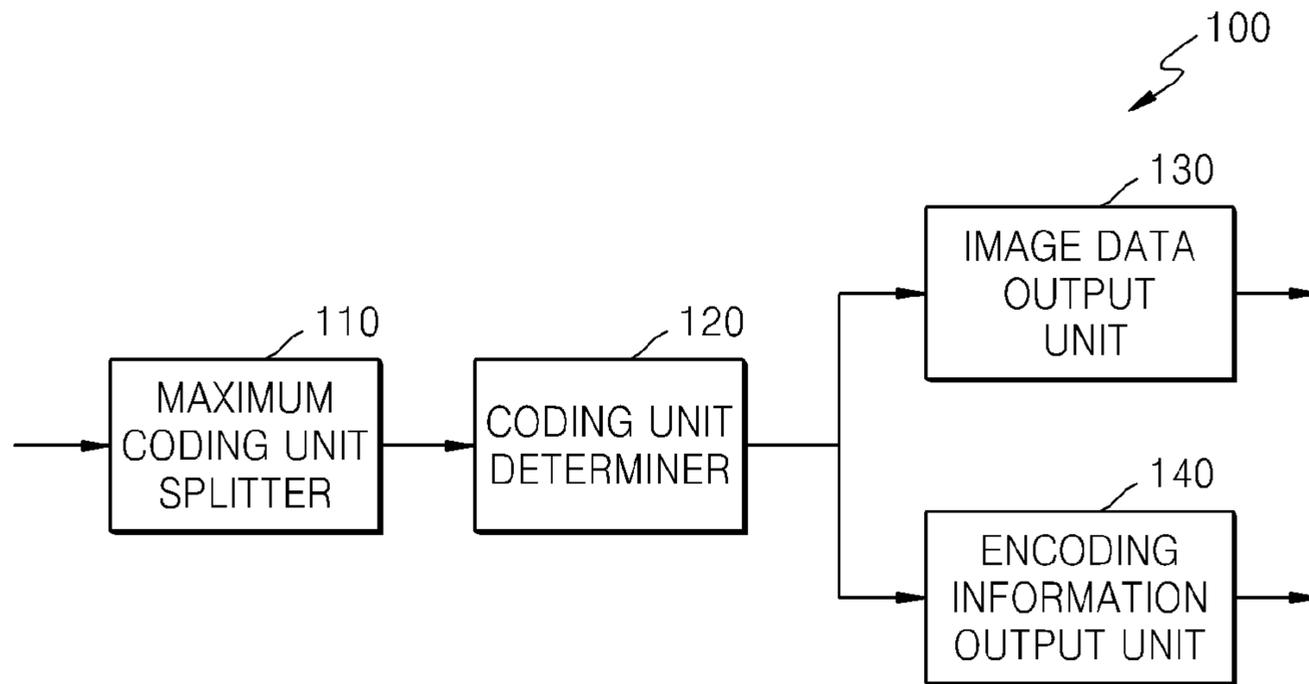 100
110
MAXIMUM
CODING UNIT
SPLITTER
120
CODING UNIT
DETERMINER
130
IMAGE DATA
OUTPUT
UNIT
140
ENCODING
INFORMATION
OUTPUT UNIT